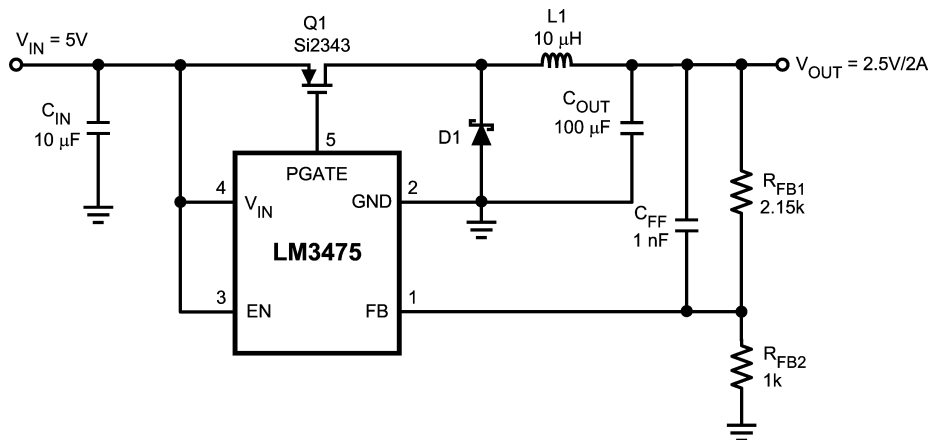 V_IN = 5V
Q1
Si2343
L1
10 μH
V_OUT = 2.5V/2A
C_IN
10 μF
C_OUT
100 μF
D1
5
PGATE
4
V_IN
GND
2
R_FB1
2.15k
C_FF
1 nF
LM3475
3
EN
FB
1
R_FB2
1k